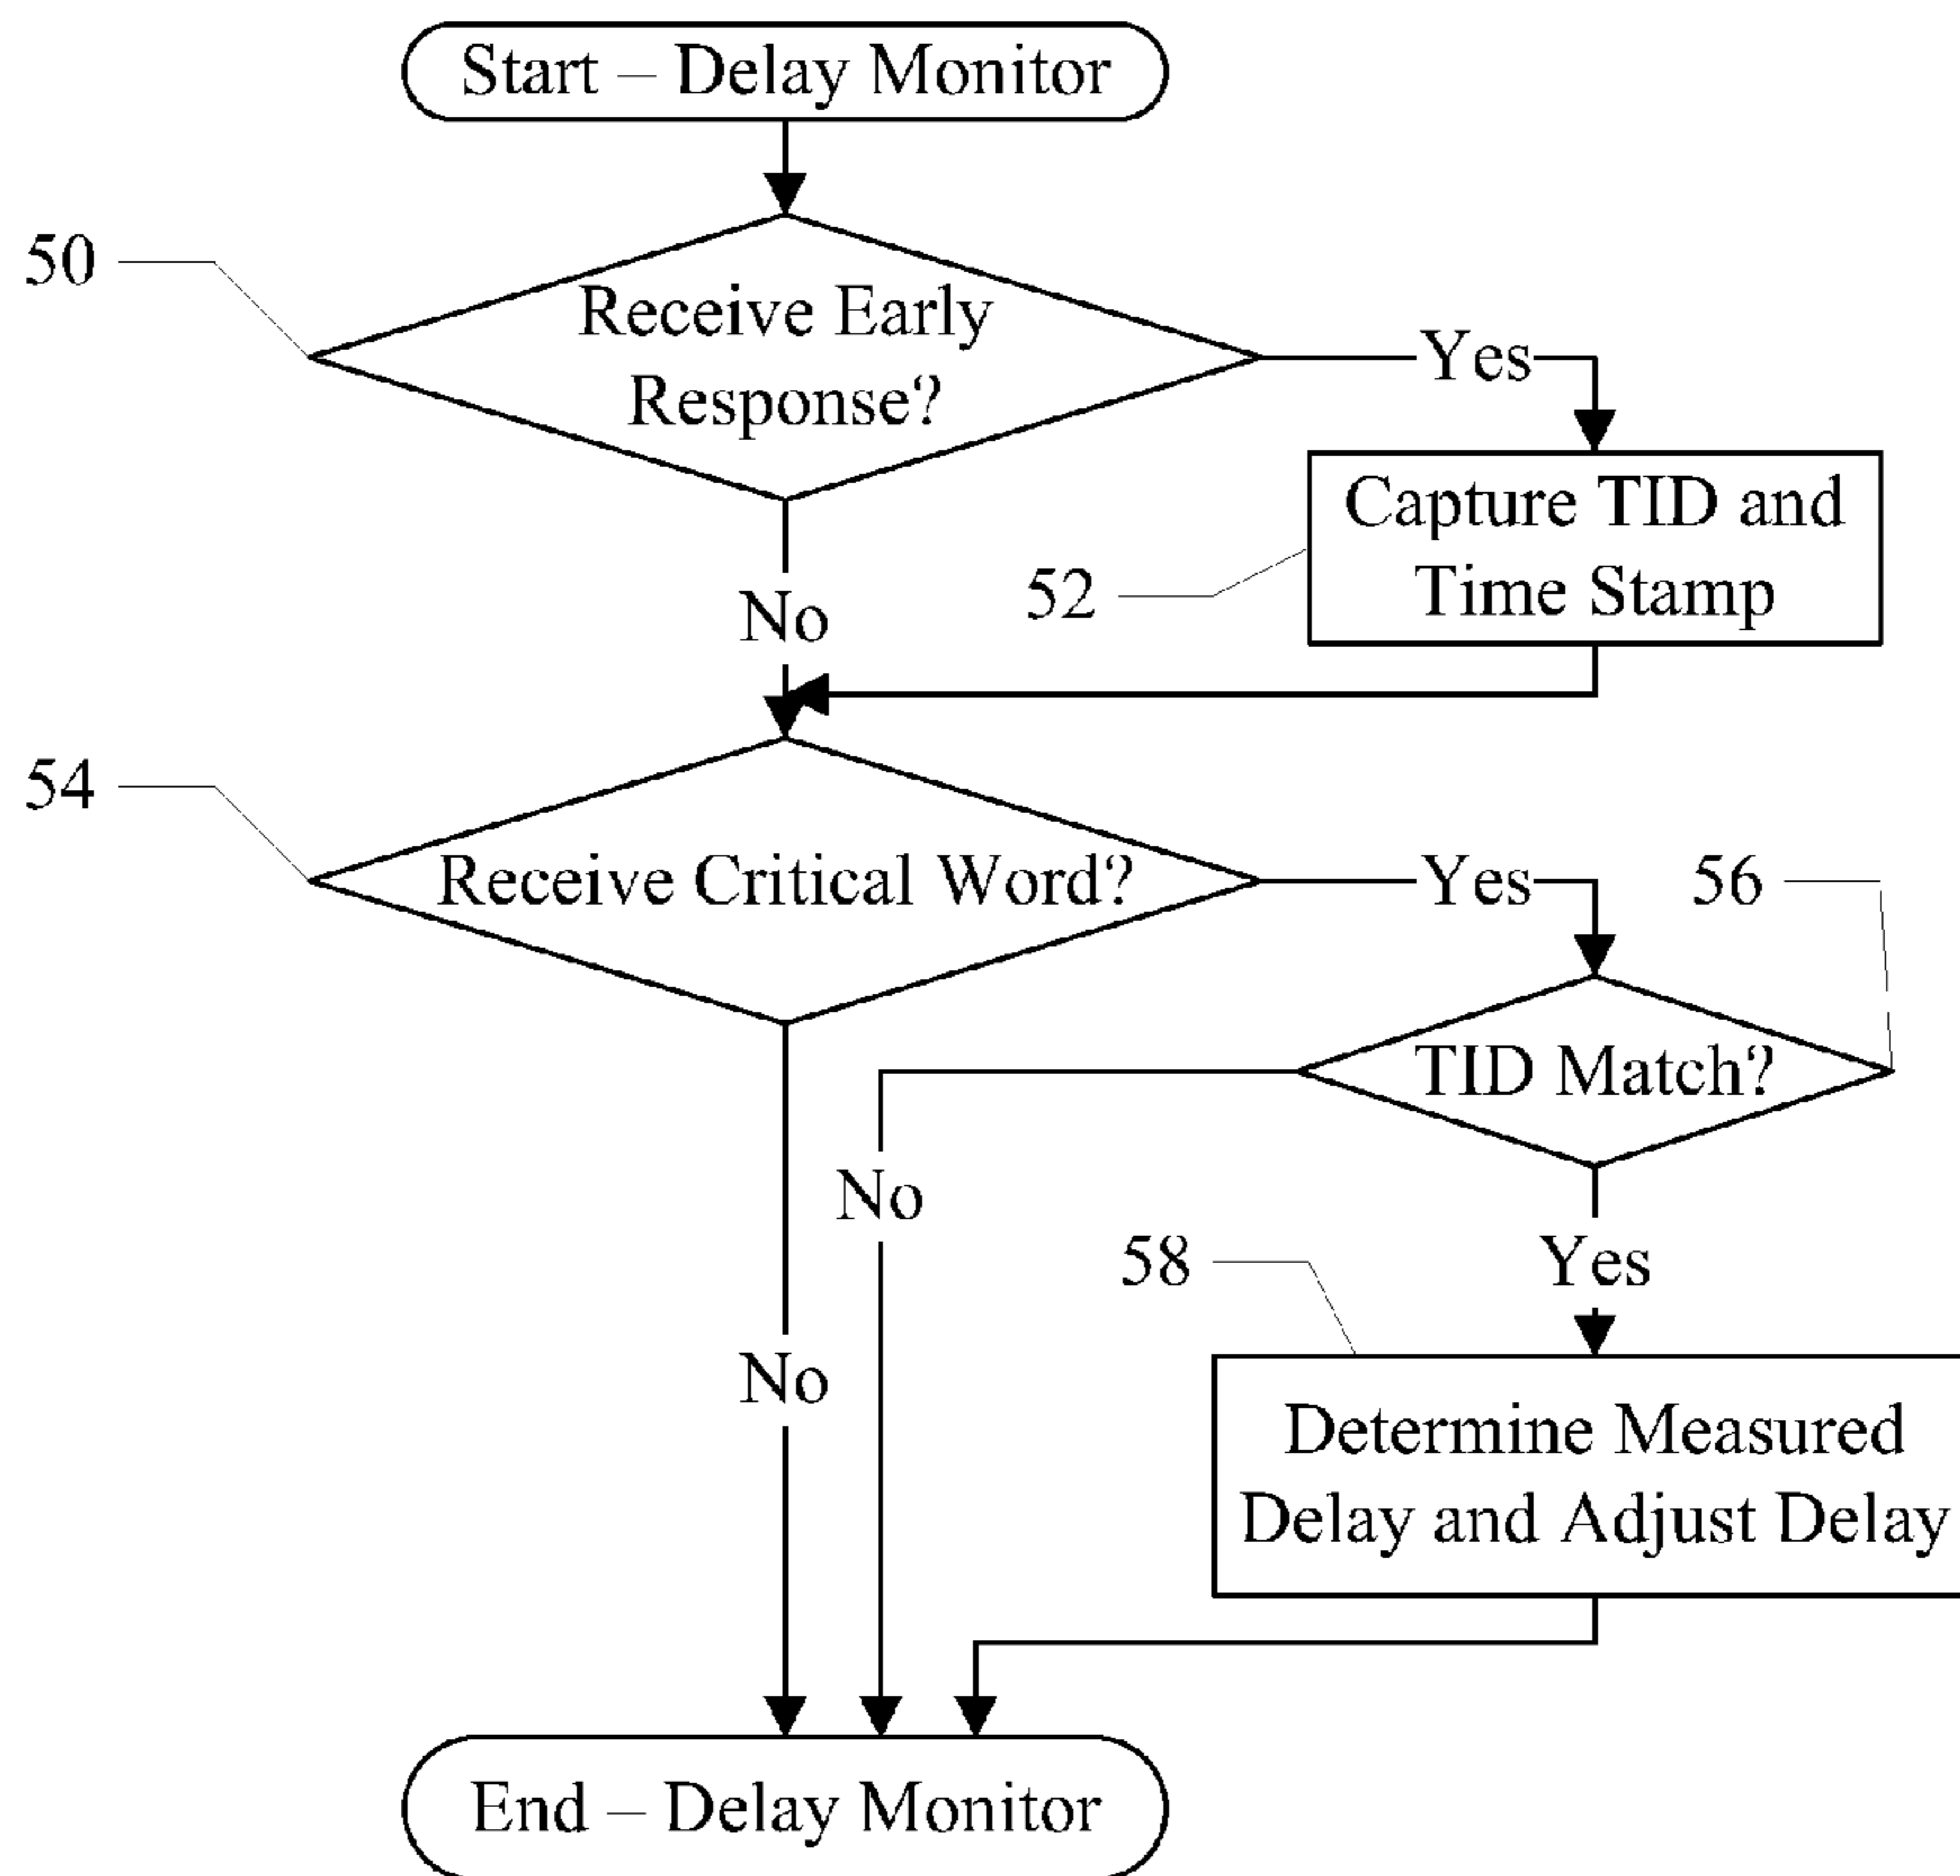 Start – Delay Monitor
50
Receive Early
Response?
Yes
Capture TID and
Time Stamp
52
No
54
Receive Critical Word?
Yes
56
TID Match?
No
Yes
58
No
Determine Measured
Delay and Adjust Delay
End – Delay Monitor